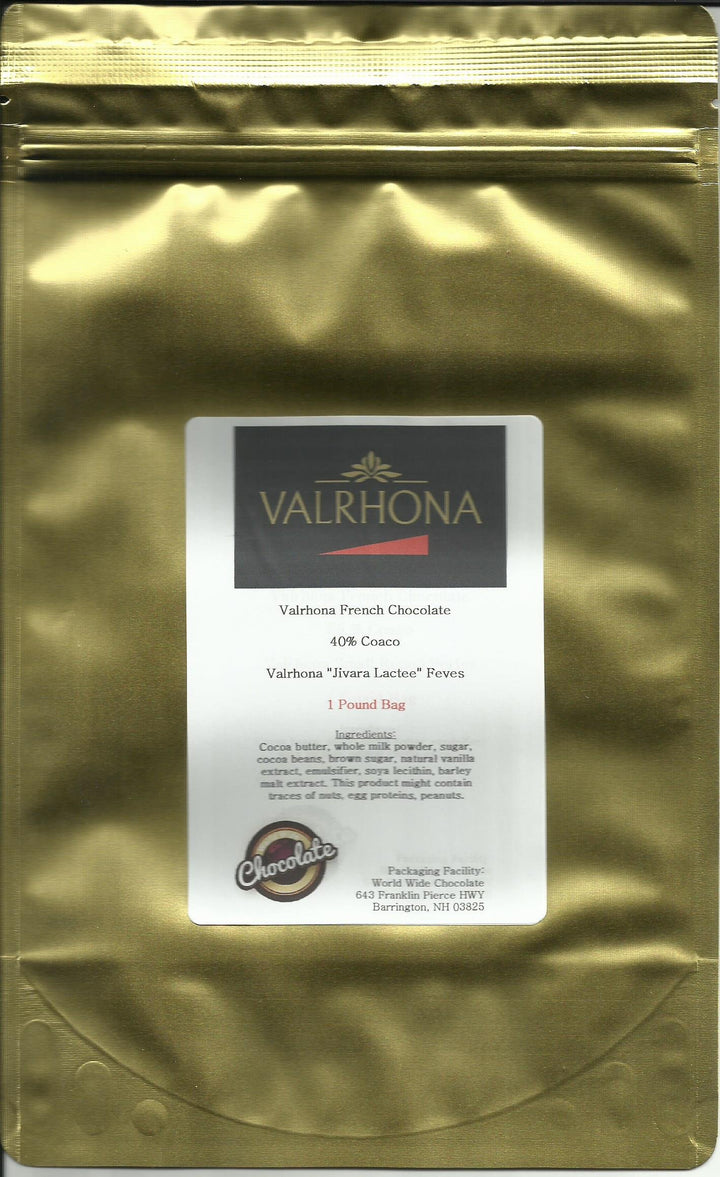 VALRHONA
Valrhona French Chocolate
40% Coaco
Valrhona "Jivara Lactee" Feves
1 Pound Bag
Ingredients:
Cocoa butter, whole milk powder, sugar,
cocoa beans, brown sugar, natural vanilla
extract, emulsifier, soya lecithin, barley
malt extract. This product might contain
traces of nuts, egg proteins, peanuts.
Chocolate
Packaging Facility:
World Wide Chocolate
643 Franklin Pierce HWY
Barrington, NH 03825